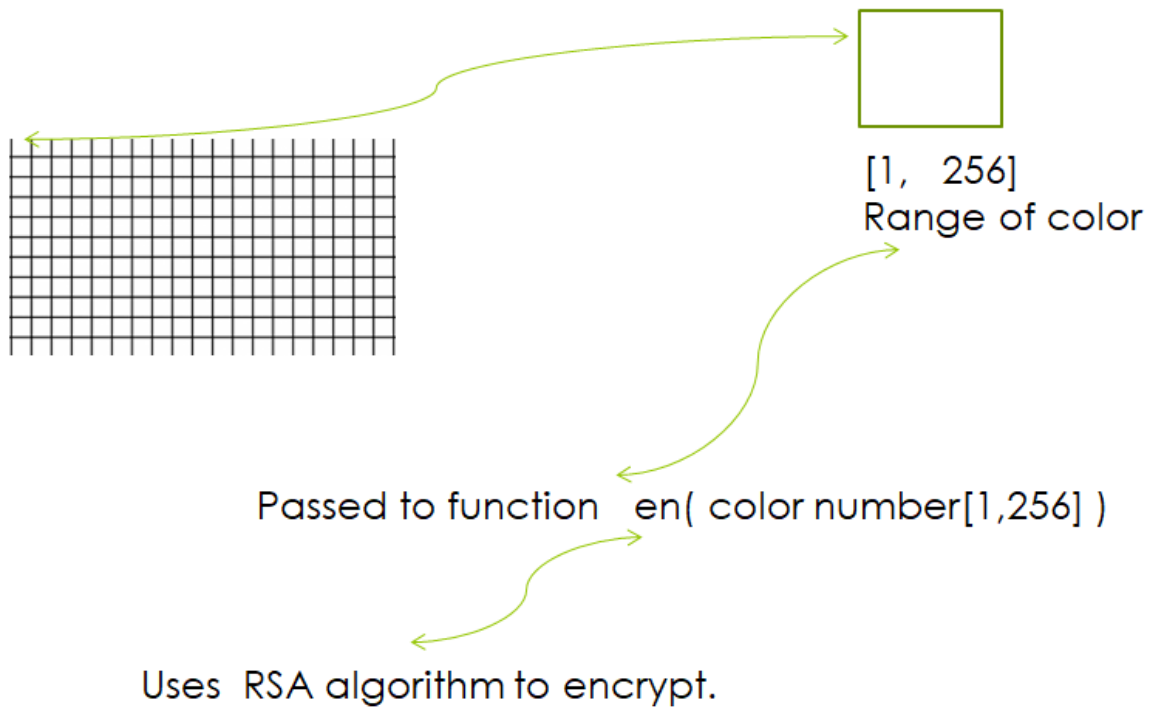 [1, 256]
Range of color
Passed to function en( color number[1,256] )
Uses RSA algorithm to encrypt.